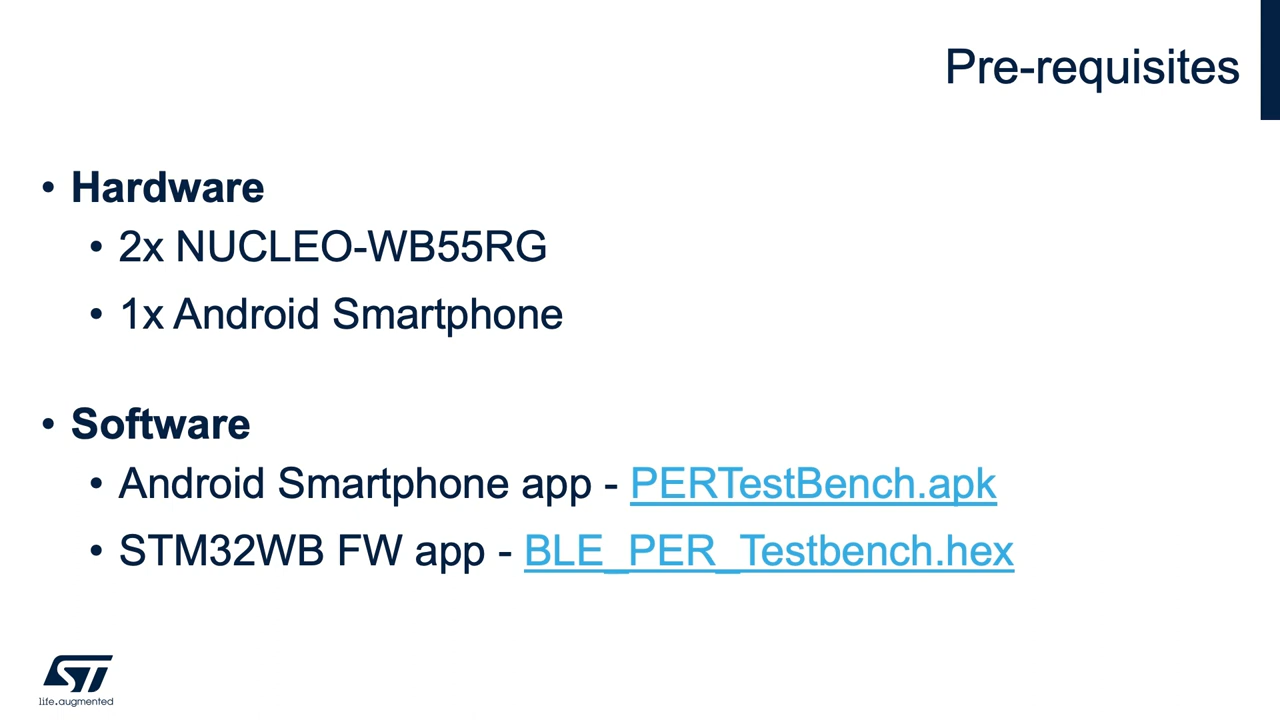 Pre-requisites
• Hardware
• 2x NUCLEO-WB55RG
• 1x Android Smartphone
• Software
• Android Smartphone app - PERTestBench.apk
• STM32WB FW app - BLE_PER_Testbench.hex
ST
life.augmented